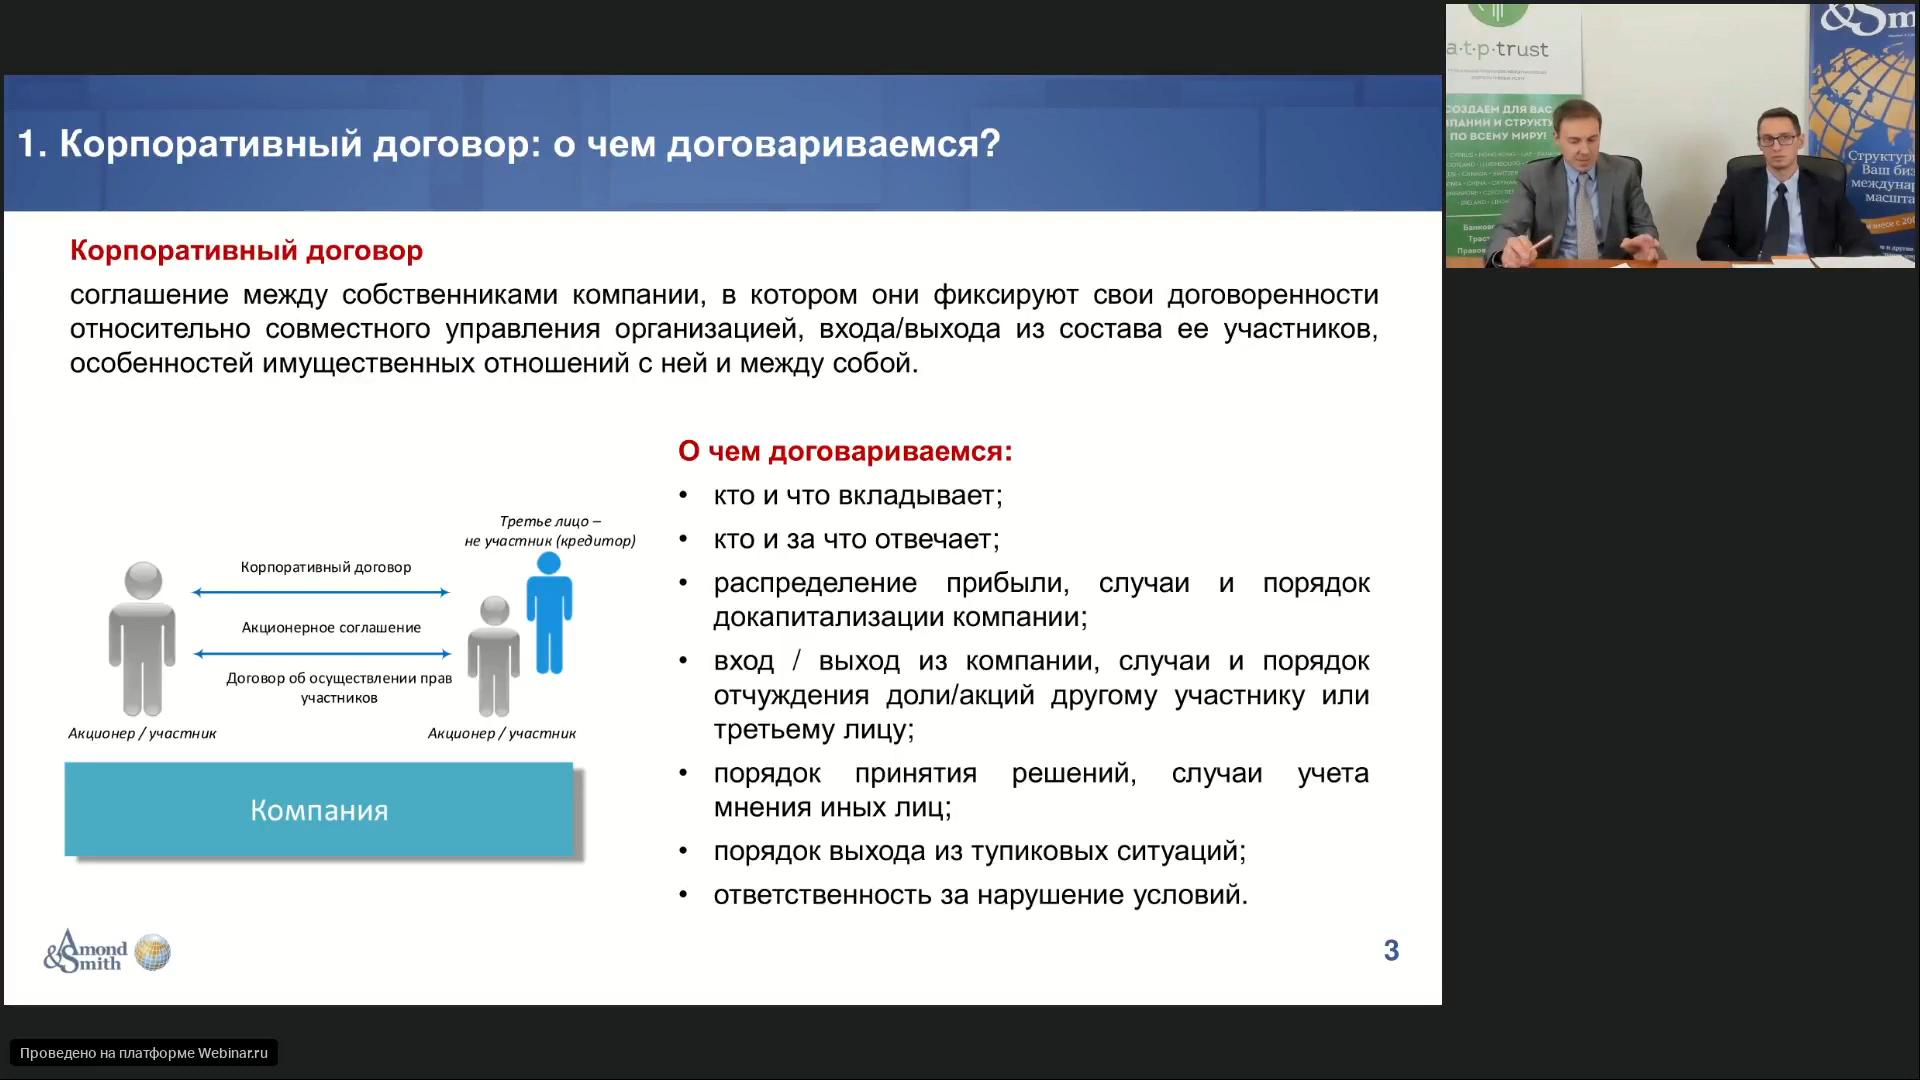 1. Корпоративный договор: о чем договариваемся?
Корпоративный договор
соглашение между собственниками компании, в котором они фиксируют свои договоренности
относительно совместного управления организацией, входа/выхода из состава ее участников,
особенностей имущественных отношений с ней и между собой.
Третье лицо –
не участник (кредитор)
Корпоративный договор
Акционерное соглашение
Договор об осуществлении прав
участников
Акционер / участник
Акционер / участник
Компания
О чем договариваемся:
• кто и что вкладывает;
• кто и за что отвечает;
• распределение прибыли, случаи и порядок
докапитализации компании;
• вход / выход из компании, случаи и порядок
отчуждения доли/акций другому участнику или
третьему лицу;
• порядок принятия решений, случаи учета
мнения иных лиц;
• порядок выхода из тупиковых ситуаций;
• ответственность за нарушение условий.
Amond
&Smith
3
Проведено на платформе Webinar.ru
a·t·p·trust
СОЗДАЕМ ДЛЯ ВАС
ПО ВСЕМУ МИРУ!